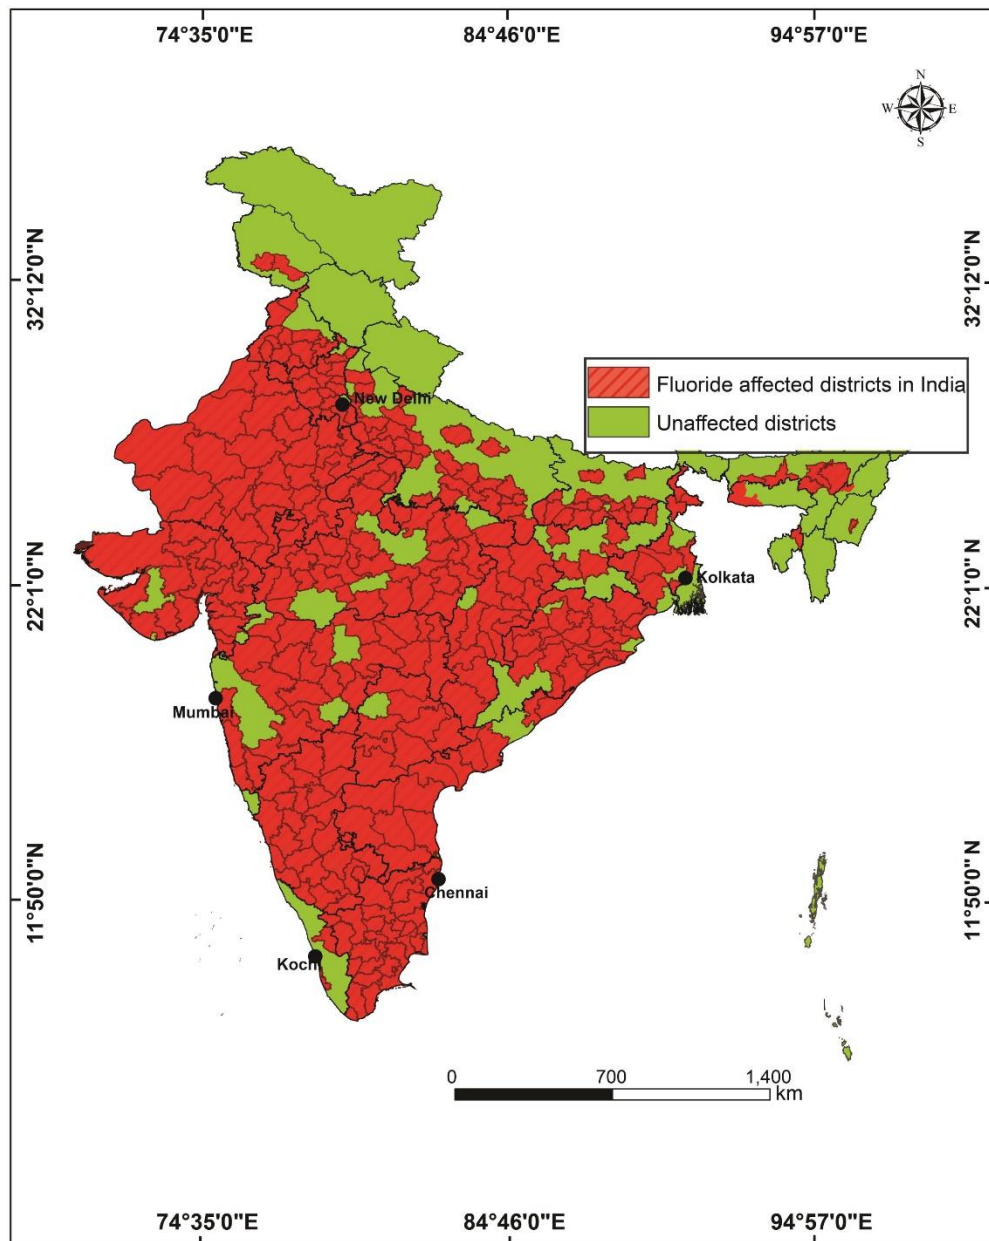 74°35'0"E 84°46'0"E 94°57'0"E
N
W E
S
32°12'0"N 32°12'0"N
Fluoride affected districts in India
Unaffected districts
New Delhi
Kolkata
22°1'0"N 22°1'0"N
Mumbai
11°50'0"N 11°50'0"N
Chennai
Kochi
0 700 1,400
km
74°35'0"E 84°46'0"E 94°57'0"E